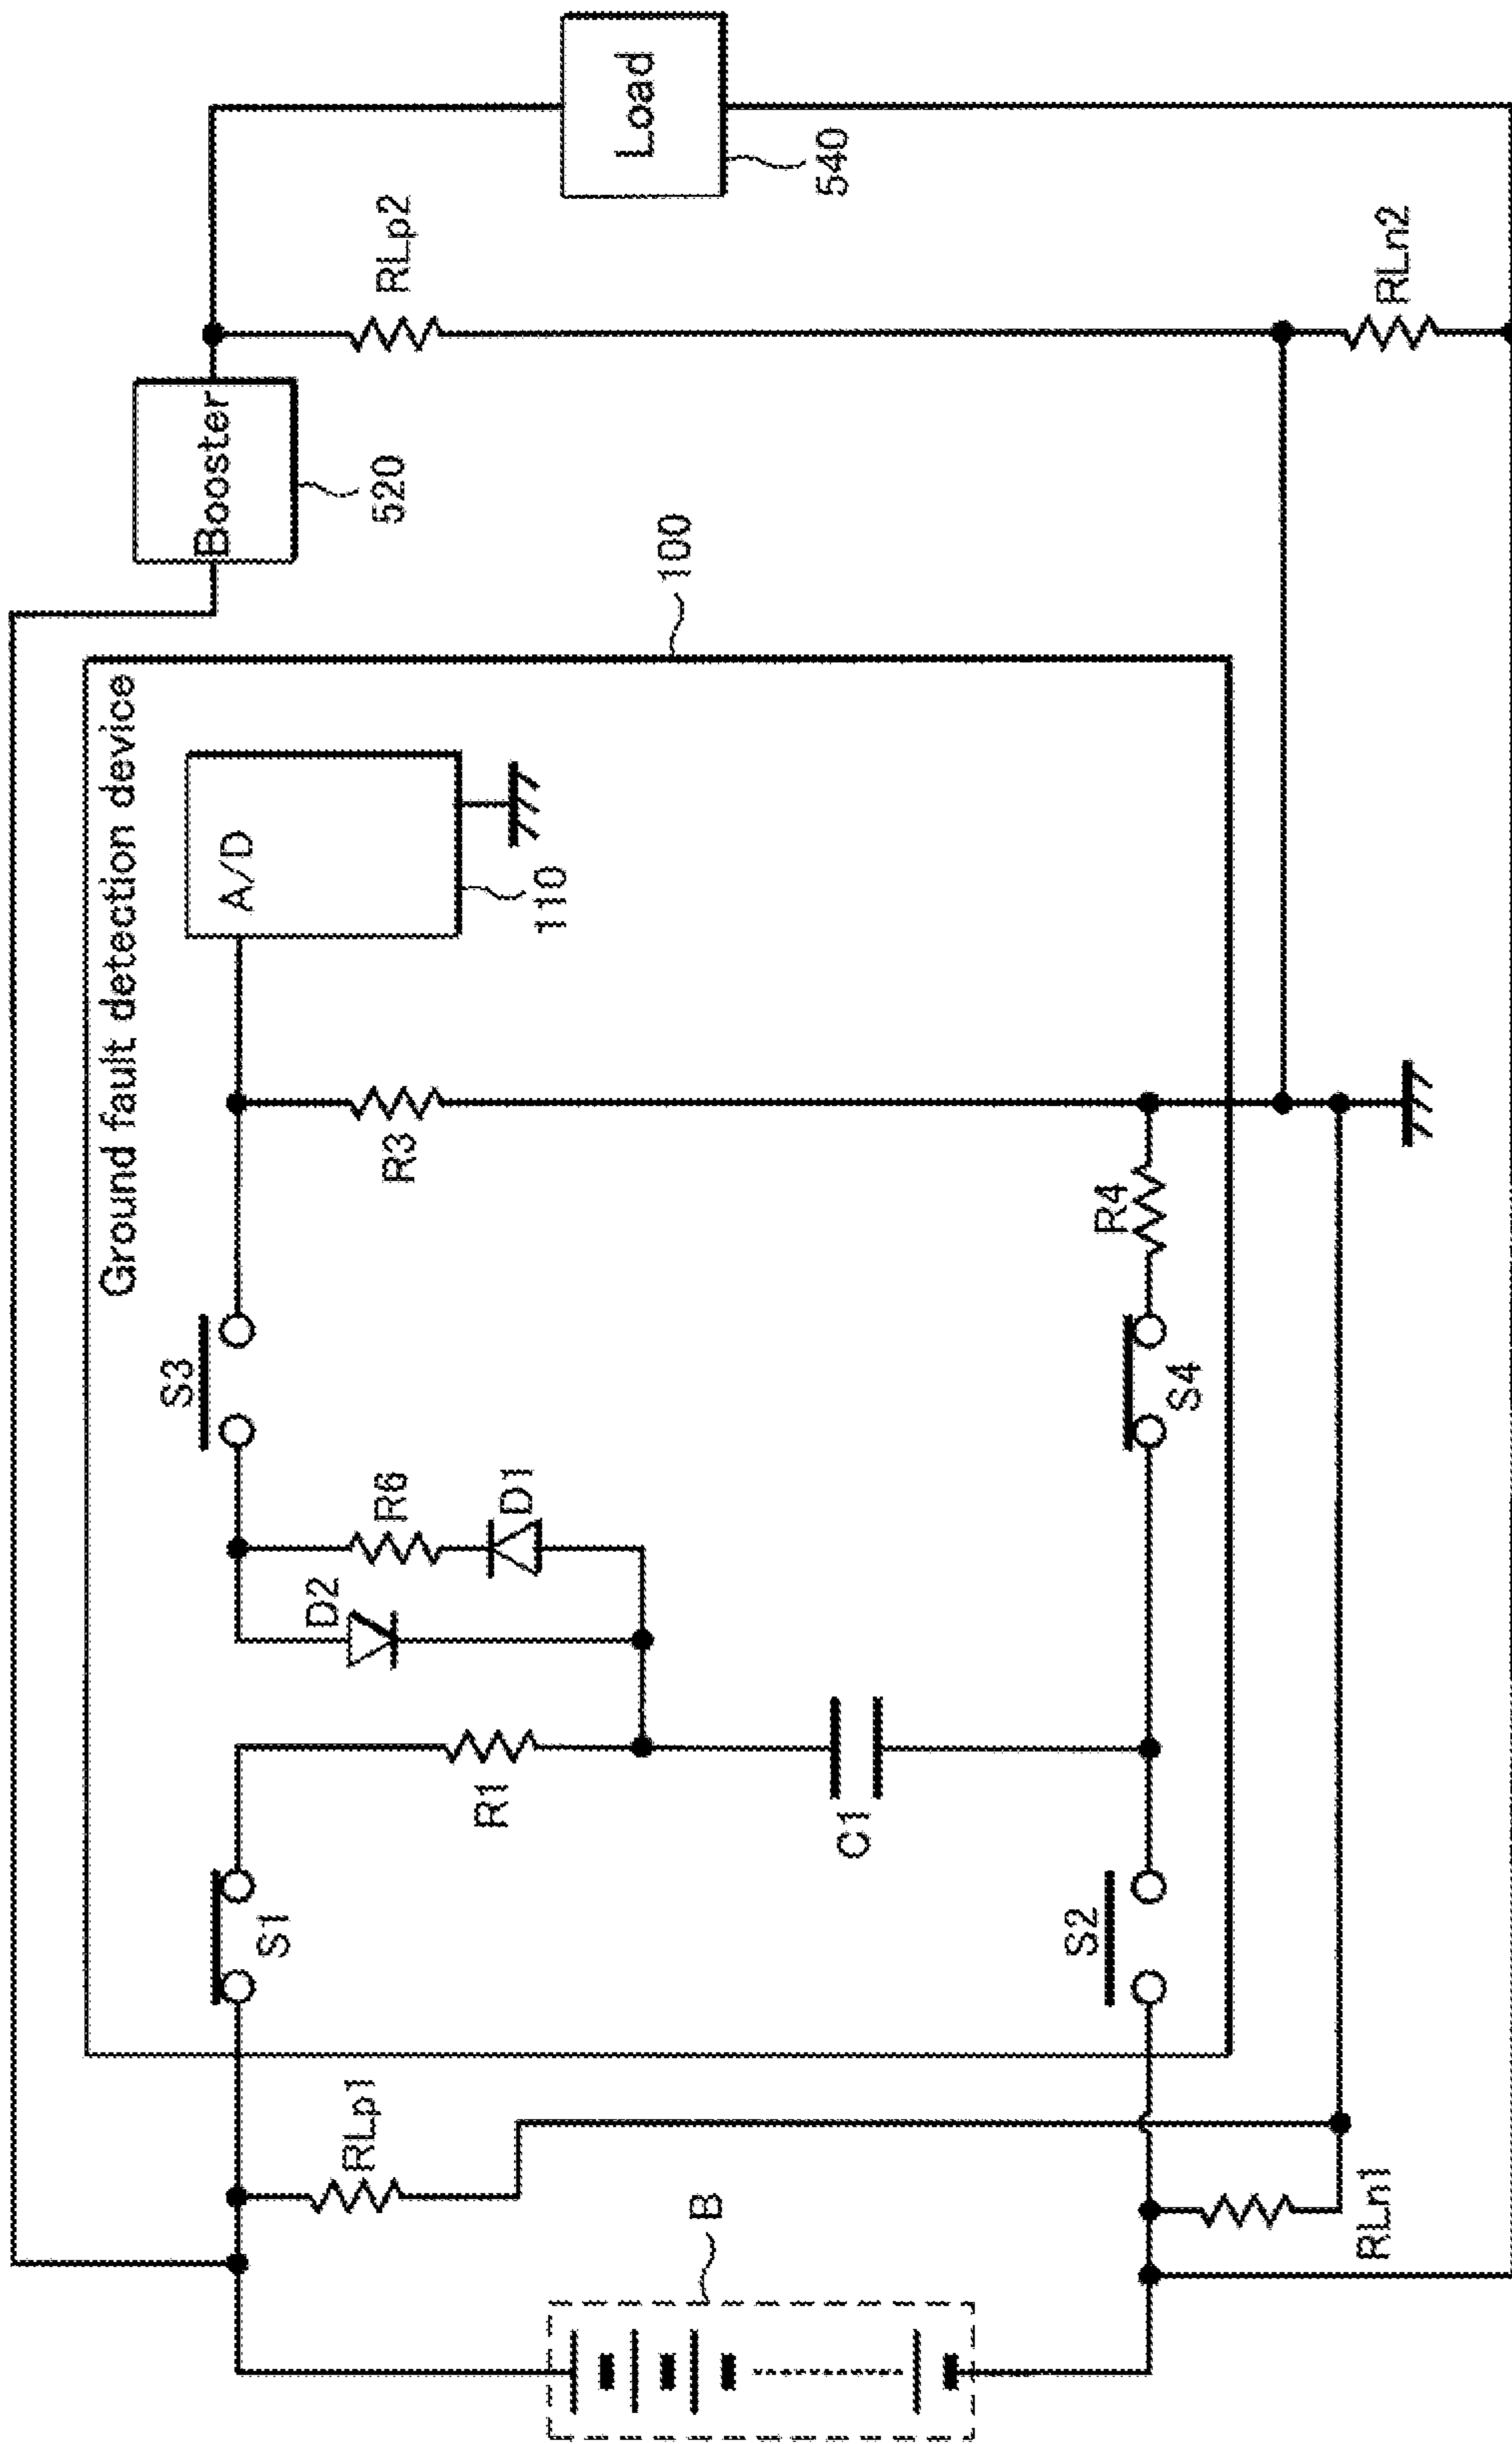 Load
540
RLp2
RLn2
Booster
520
100
Ground fault detection device
A/D
110
R3
R4
S3
S4
R6
D1
D2
R1
C1
S1
S2
RLp1
RLn1
B